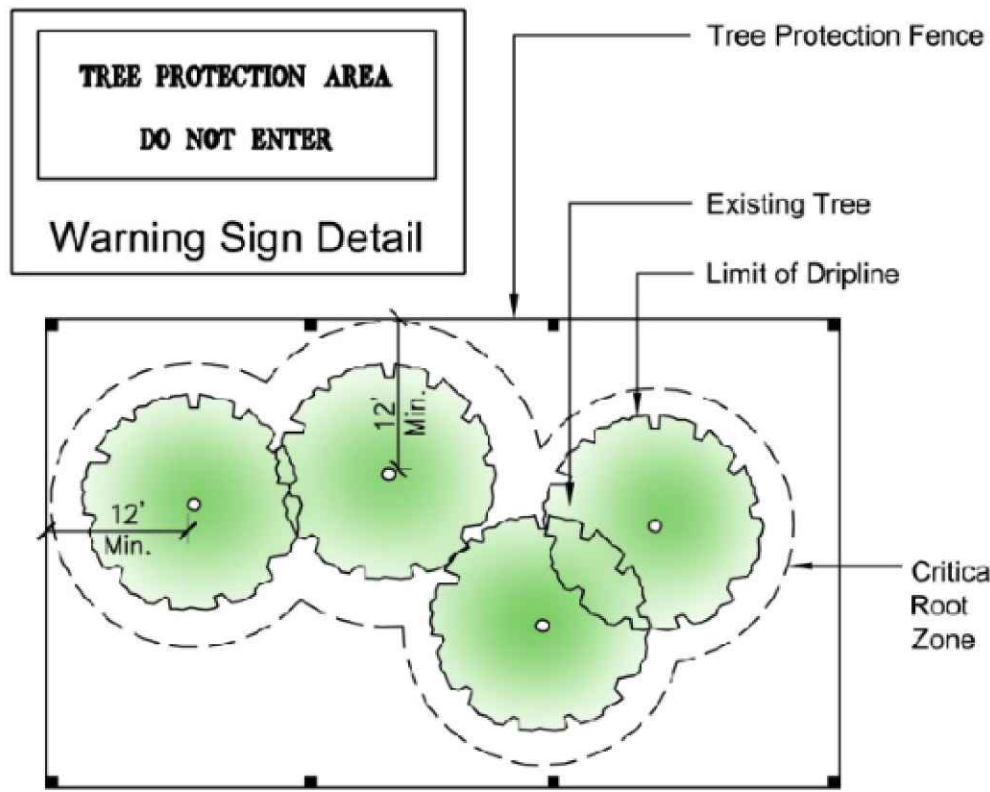 TREE PROTECTION AREA
DO NOT ENTER
Warning Sign Detail
Tree Protection Fence
Existing Tree
Limit of Dripline
12'
Min.
12'
Min.
Critica
Root
Zone